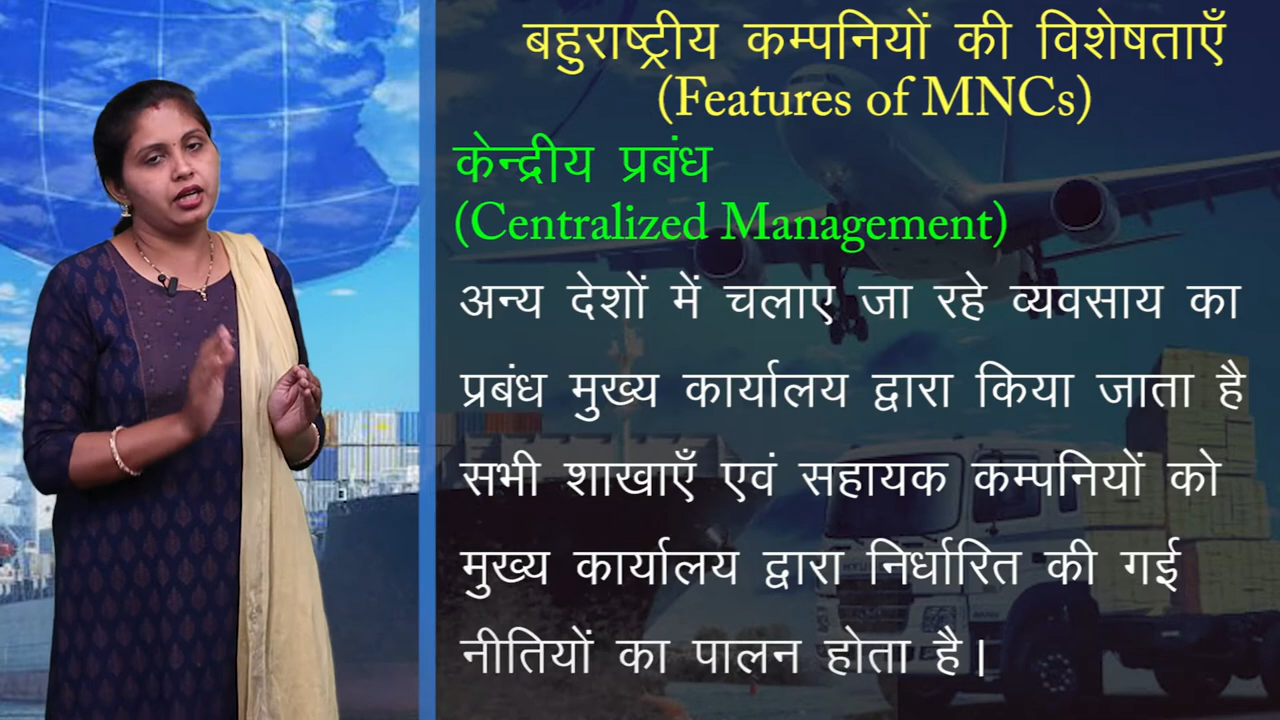 बहुराष्ट्रीय कम्पनियों की विशेषताएँ
(Features of MNCs)
केन्द्रीय प्रबंध
(Centralized Management)
अन्य देशों में चलाए जा रहे व्यवसाय का
प्रबंध मुख्य कार्यालय द्वारा किया जाता है
सभी शाखाएँ एवं सहायक कम्पनियों को
मुख्य कार्यालय द्वारा निर्धारित की गई
नीतियों का पालन होता है।